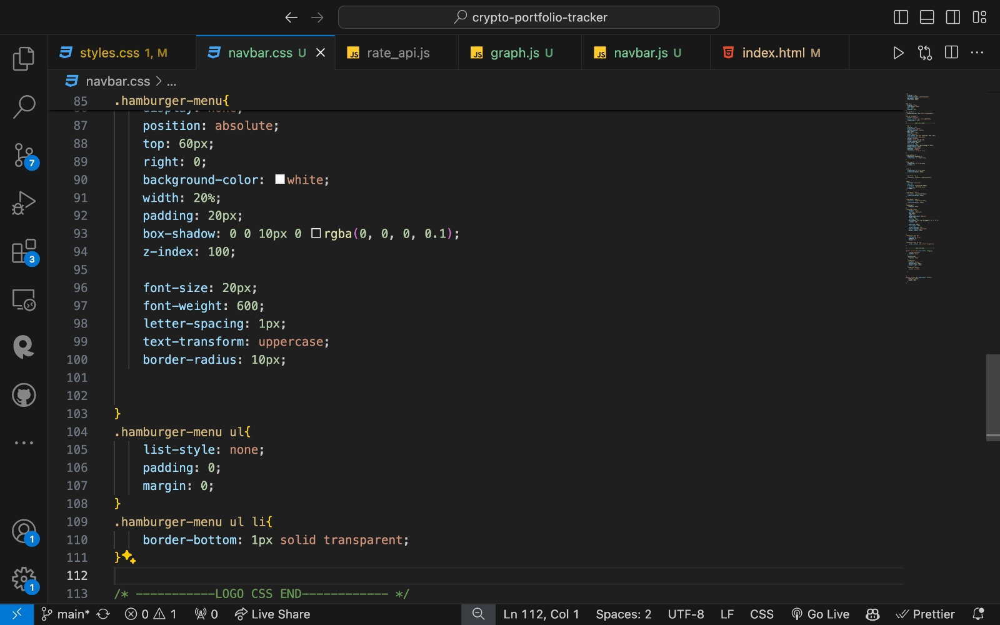 crypto-portfolio-tracker
styles.css 1, M
navbar.css U
JS rate_api.js
JS graph.js U
JS navbar.js U
index.html M
navbar.css > ...
85 .hamburger-menu{
87 position: absolute;
88 top: 60px;
89 right: 0;
90 background-color: white;
91 width: 20%;
92 padding: 20px;
93 box-shadow: 0 0 10px 0 rgba(0, 0, 0, 0.1);
94 z-index: 100;
95
96 font-size: 20px;
97 font-weight: 600;
98 letter-spacing: 1px;
99 text-transform: uppercase;
100 border-radius: 10px;
101
102
103 }
104 .hamburger-menu ul{
105 list-style: none;
106 padding: 0;
107 margin: 0;
108 }
109 .hamburger-menu ul li{
110 border-bottom: 1px solid transparent;
111 }
112
113 /* -----------LOGO CSS END------------ */
7
3
1
1
main* 0 1 0 Live Share Ln 112, Col 1 Spaces: 2 UTF-8 LF CSS Go Live Prettier